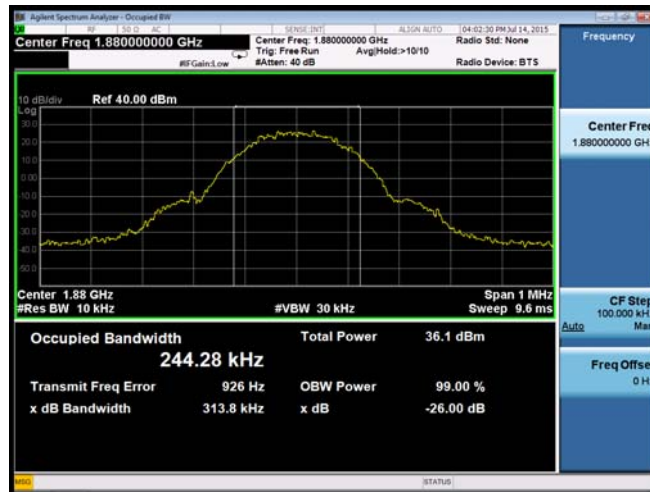 Agilent Spectrum Analyzer - Occupied BW
RF 50 Ω AC SENSE:INT ALIGN AUTO 04:02:30 PM Jul 14, 2015
Center Freq 1.880000000 GHz
Center Freq: 1.880000000 GHz
Radio Std: None
Trig: Free Run Avg|Hold:>10/10
#IFGain:Low #Atten: 40 dB Radio Device: BTS
Frequency
10 dB/div Ref 40.00 dBm
Log
30.0
20.0
10.0
0.00
-10.0
-20.0
-30.0
-40.0
-50.0
Center 1.88 GHz Span 1 MHz
#Res BW 10 kHz #VBW 30 kHz Sweep 9.6 ms
Center Freq
1.880000000 GH
CF Step
100.000 kH
Auto Ma
Freq Offse
0 H
Occupied Bandwidth Total Power 36.1 dBm
244.28 kHz
Transmit Freq Error 926 Hz OBW Power 99.00 %
x dB Bandwidth 313.8 kHz x dB -26.00 dB
MSG STATUS